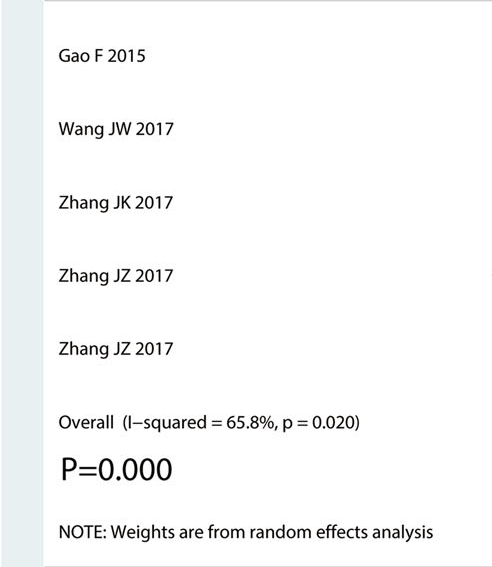 Gao F 2015
Wang JW 2017
Zhang JK 2017
Zhang JZ 2017
Zhang JZ 2017
Overall (I−squared = 65.8%, p = 0.020)
P=0.000
NOTE: Weights are from random effects analysis